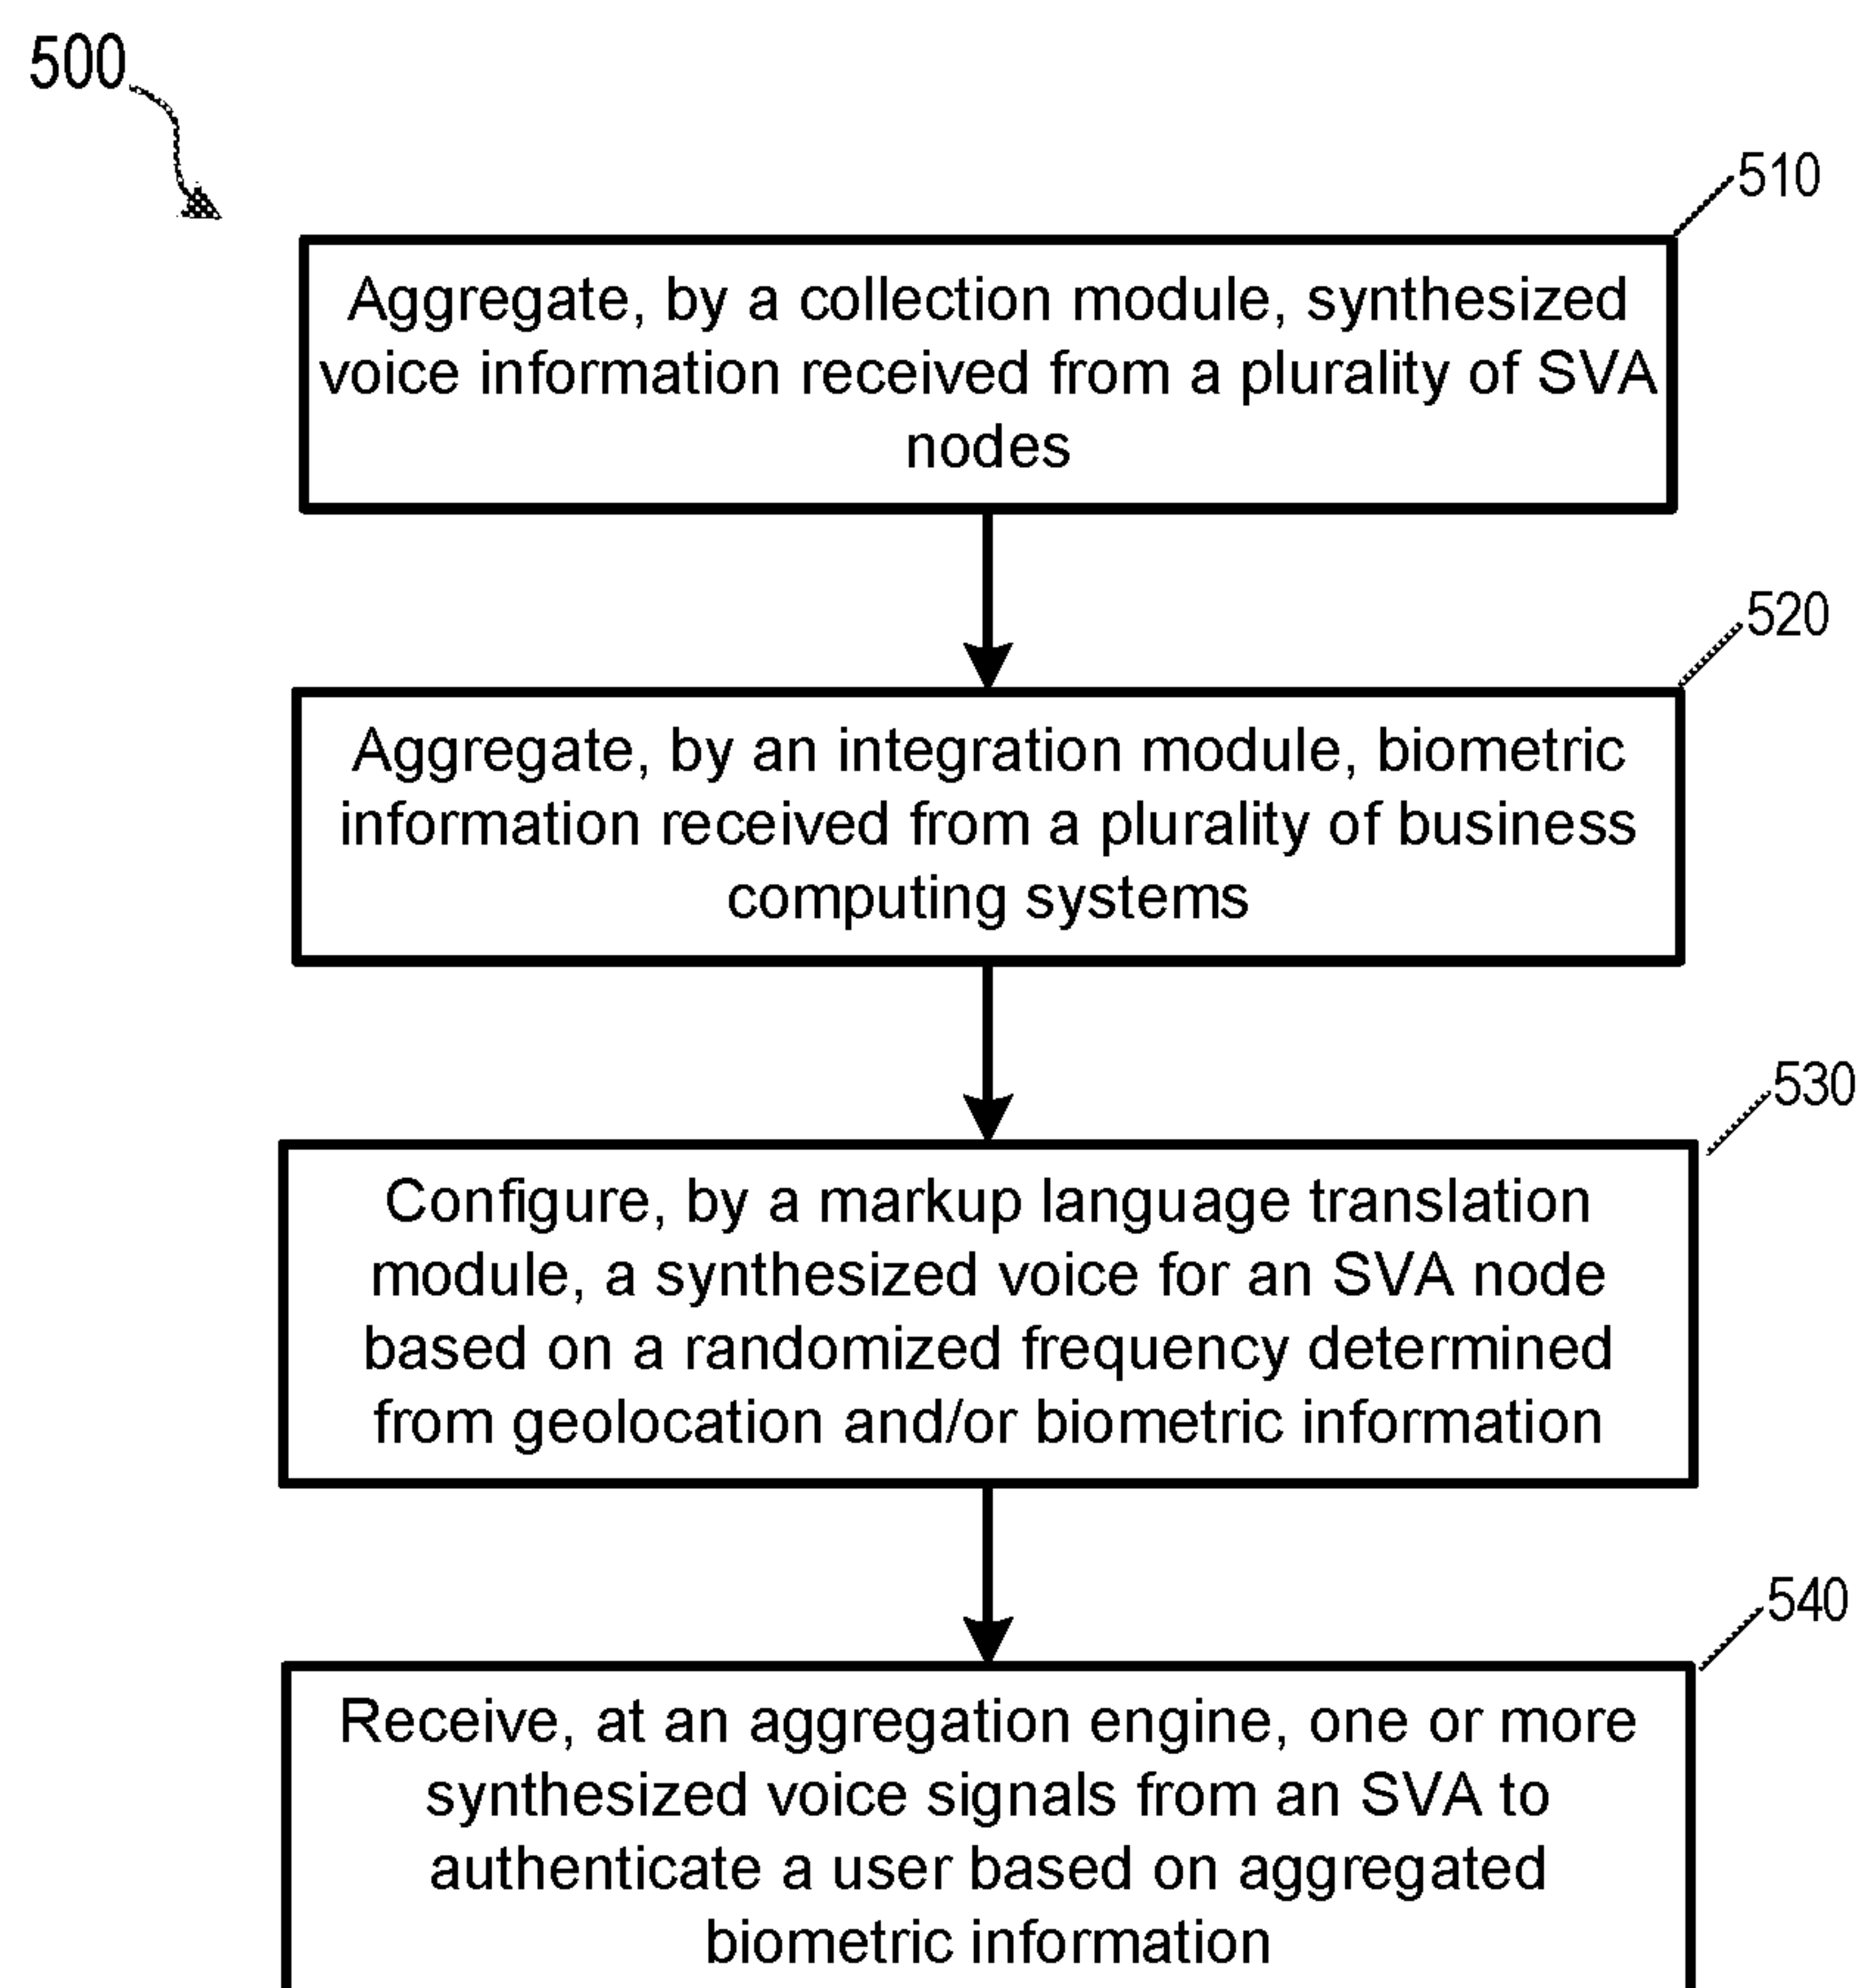 500
510
Aggregate, by a collection module, synthesized
voice information received from a plurality of SVA
nodes
520
Aggregate, by an integration module, biometric
information received from a plurality of business
computing systems
530
Configure, by a markup language translation
module, a synthesized voice for an SVA node
based on a randomized frequency determined
from geolocation and/or biometric information
540
Receive, at an aggregation engine, one or more
synthesized voice signals from an SVA to
authenticate a user based on aggregated
biometric information